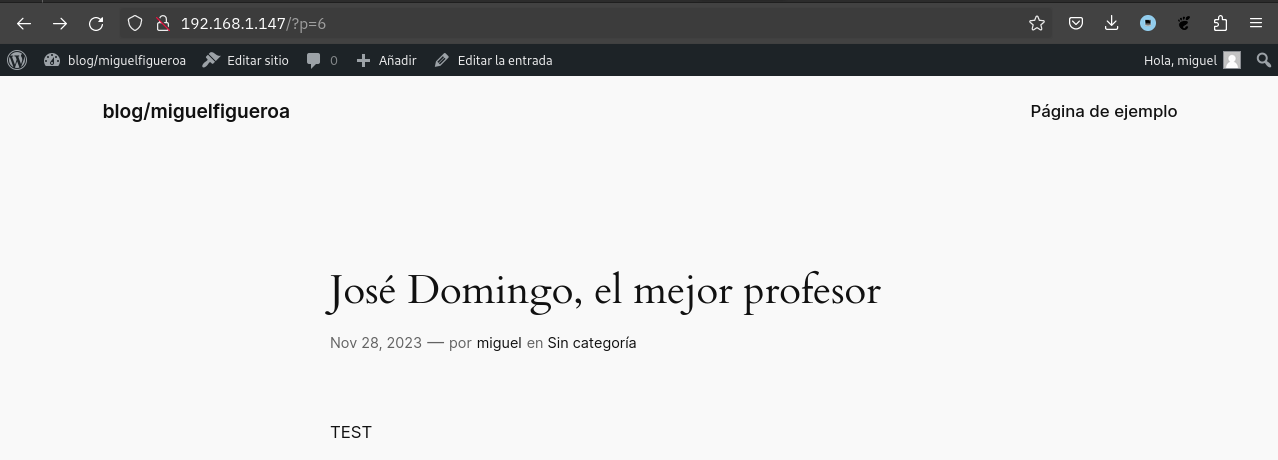 192.168.1.147/?p=6
blog/miguelfigueroa Editar sitio 0 Añadir Editar la entrada Hola, miguel
blog/miguelfigueroa Página de ejemplo
José Domingo, el mejor profesor
Nov 28, 2023 — por miguel en Sin categoría
TEST